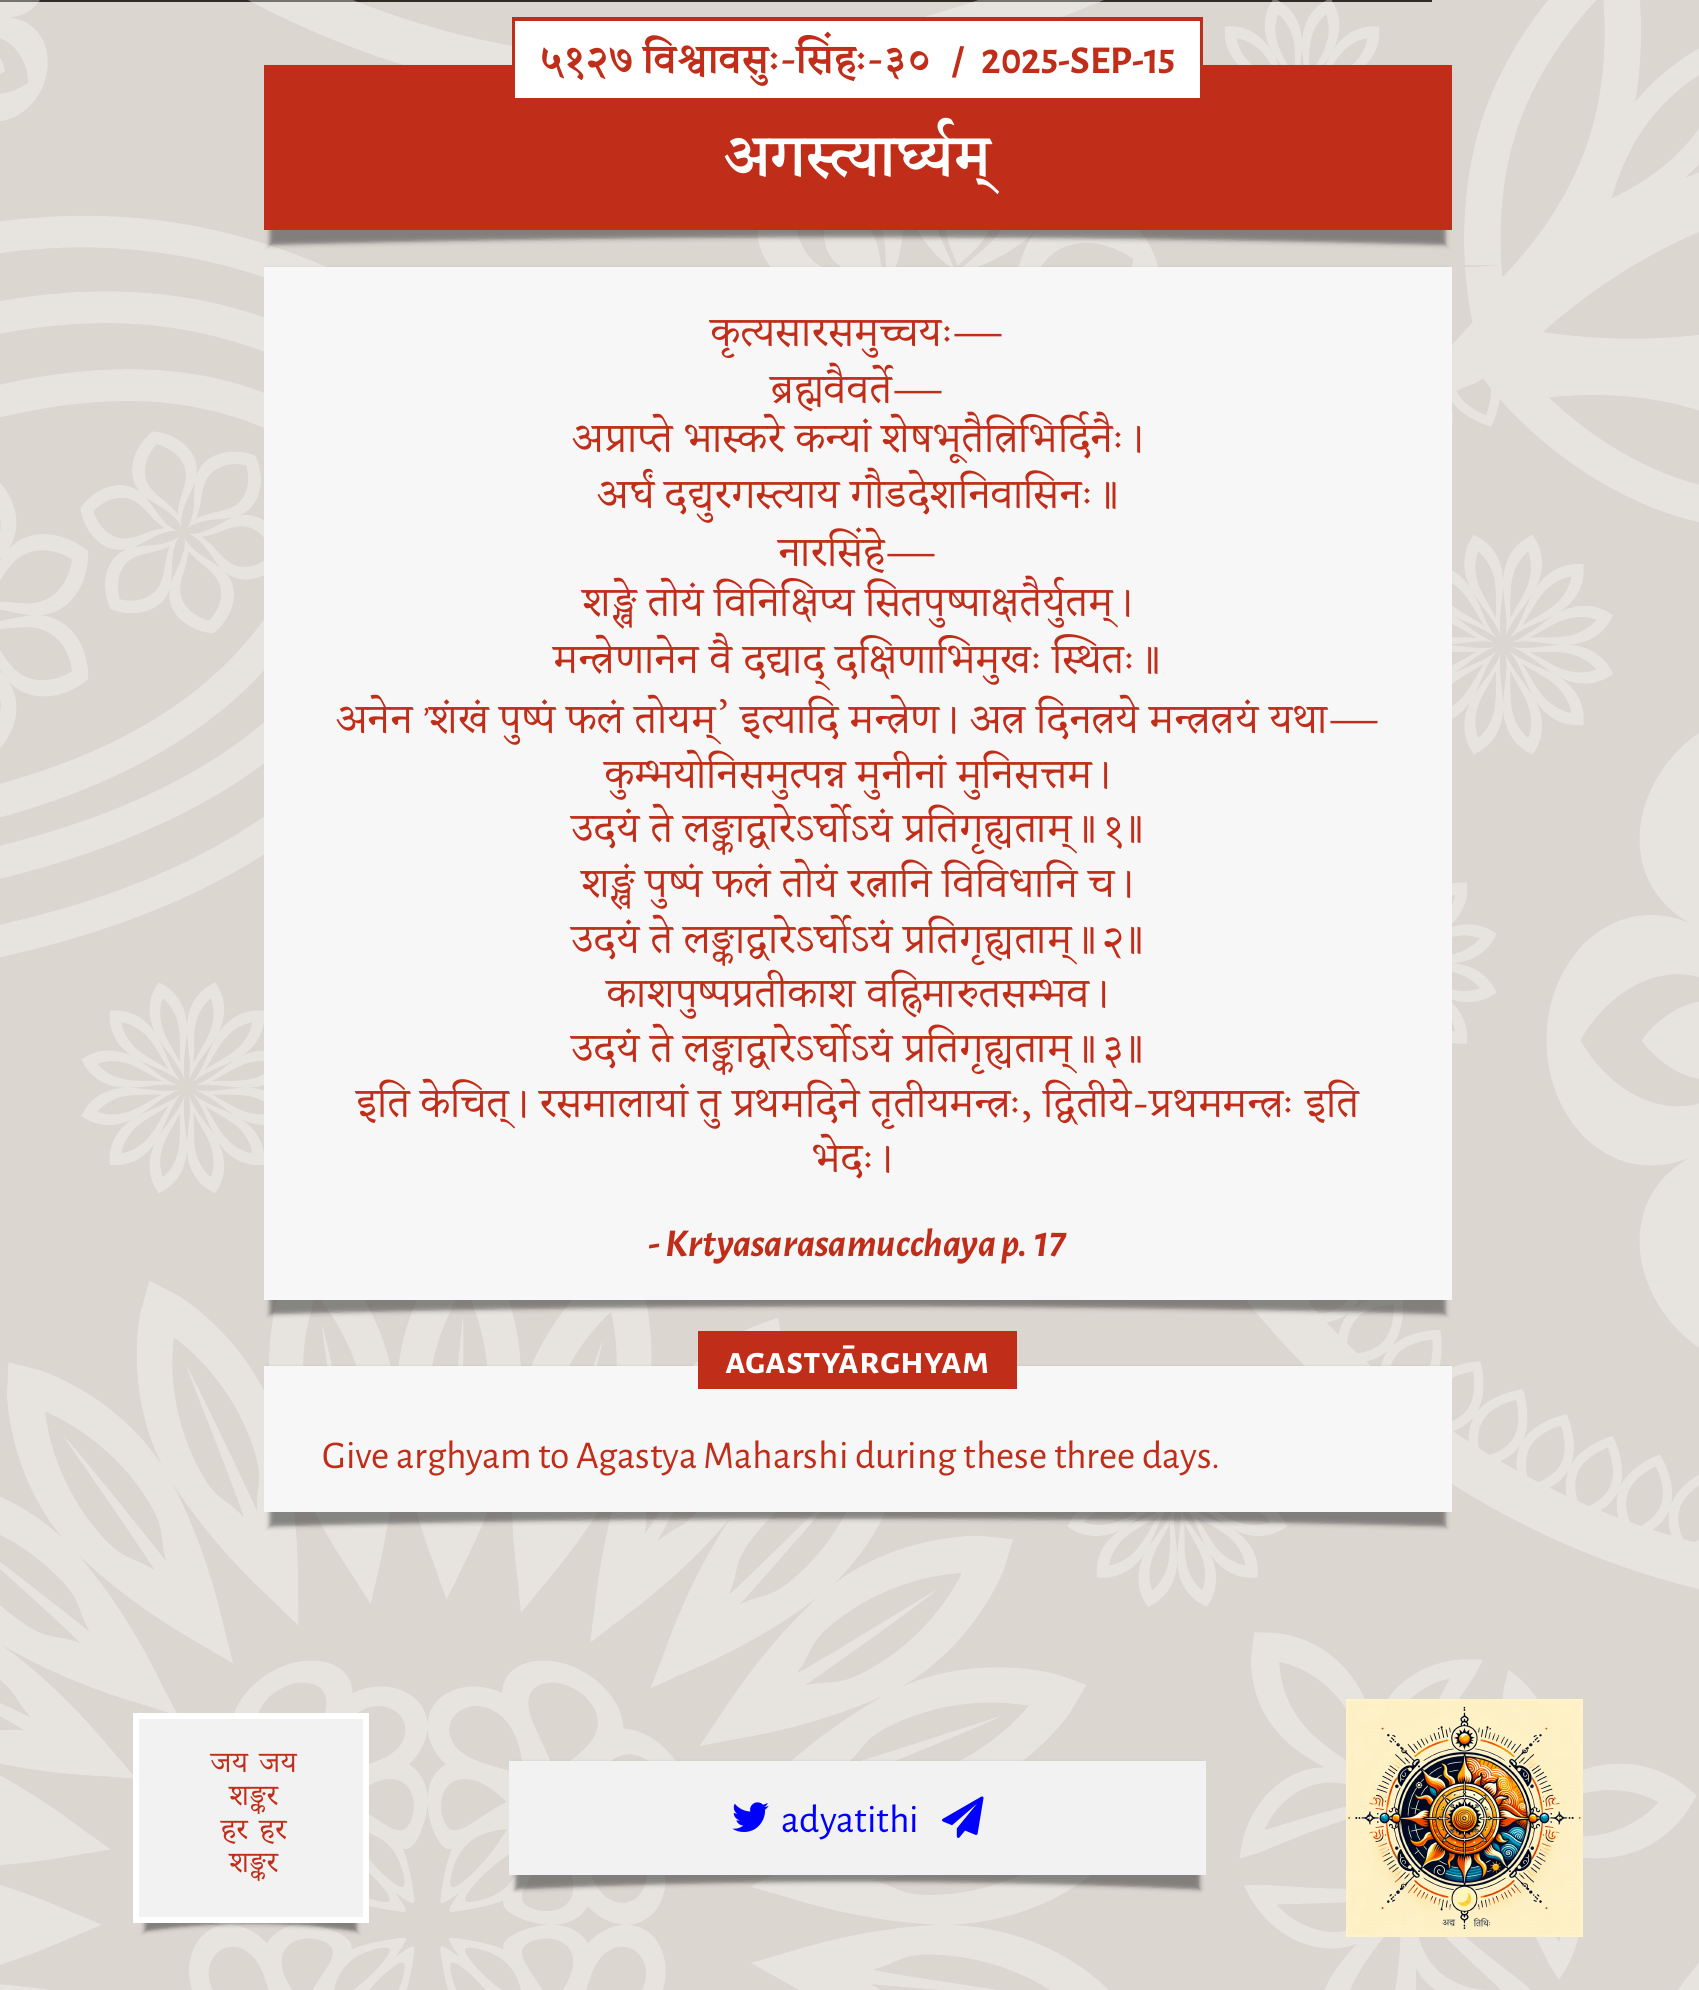 ५१२७ विश्वावसुः-सिंहः-३० / 2025-SEP-15
अगस्त्यार्घ्यम्
कृत्यसारसमुच्चयः—
ब्रह्मवैवर्ते—
अप्राप्ते भास्करे कन्यां शेषभूतैस्त्रिभिर्दिनैः।
अर्घं दद्युरगस्त्याय गौडदेशनिवासिनः॥
नारसिंहे—
शङ्खे तोयं विनिक्षिप्य सितपुष्पाक्षतैर्युतम्।
मन्त्रेणानेन वै दद्याद् दक्षिणाभिमुखः स्थितः॥
अनेन ’शंखं पुष्पं फलं तोयम्’ इत्यादि मन्त्रेण। अत्र दिनत्रये मन्त्रत्रयं यथा—
कुम्भयोनिसमुत्पन्न मुनीनां मुनिसत्तम।
उदयं ते लङ्काद्वारेऽर्घोऽयं प्रतिगृह्यताम्॥१॥
शङ्खं पुष्पं फलं तोयं रत्नानि विविधानि च।
उदयं ते लङ्काद्वारेऽर्घोऽयं प्रतिगृह्यताम्॥२॥
काशपुष्पप्रतीकाश वह्निमारुतसम्भव।
उदयं ते लङ्काद्वारेऽर्घोऽयं प्रतिगृह्यताम्॥३॥
इति केचित्। रसमालायां तु प्रथमदिने तृतीयमन्त्रः, द्वितीये-प्रथममन्त्रः इति
भेदः।
- Krtyasarasamucchaya p. 17
AGASTYĀRGHYAM
Give arghyam to Agastya Maharshi during these three days.
जय जय
शङ्कर
हर हर
शङ्कर
adyatithi
अद्य तिथिः